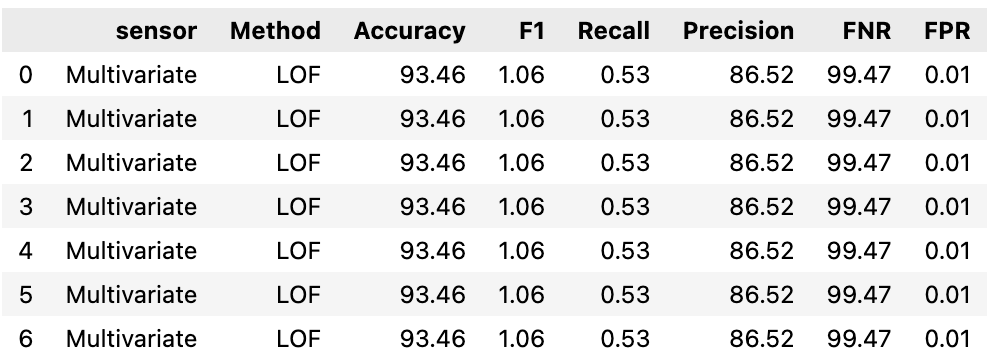 sensor Method Accuracy F1 Recall Precision FNR FPR
0 Multivariate LOF 93.46 1.06 0.53 86.52 99.47 0.01
1 Multivariate LOF 93.46 1.06 0.53 86.52 99.47 0.01
2 Multivariate LOF 93.46 1.06 0.53 86.52 99.47 0.01
3 Multivariate LOF 93.46 1.06 0.53 86.52 99.47 0.01
4 Multivariate LOF 93.46 1.06 0.53 86.52 99.47 0.01
5 Multivariate LOF 93.46 1.06 0.53 86.52 99.47 0.01
6 Multivariate LOF 93.46 1.06 0.53 86.52 99.47 0.01